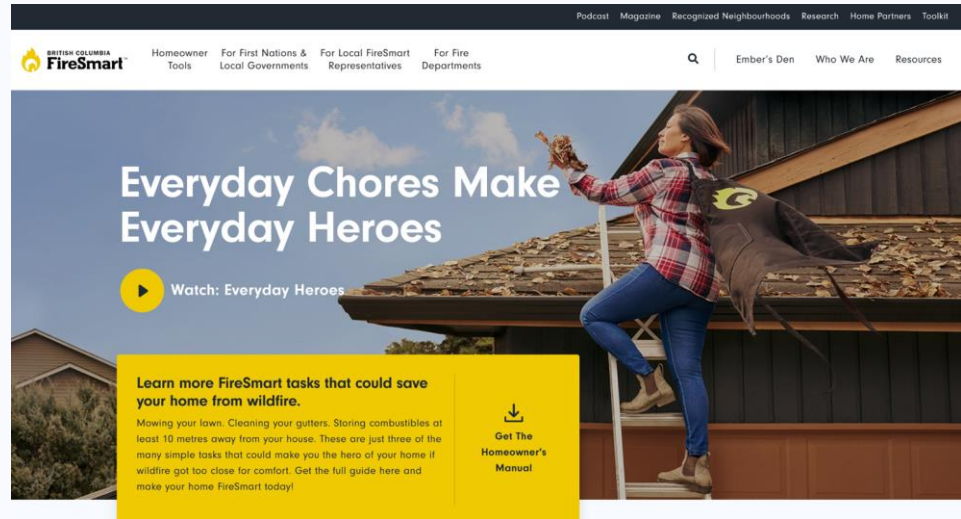 Podcast Magazine Recognized Neighbourhoods Research Home Partners Toolkit
BRITISH COLUMBIA
FireSmart
Homeowner
Tools
For First Nations &
Local Governments
For Local FireSmart
Representatives
For Fire
Departments
Ember's Den Who We Are Resources
Everyday Chores Make
Everyday Heroes
Watch: Everyday Heroes
Learn more FireSmart tasks that could save
your home from wildfire.
Mowing your lawn. Cleaning your gutters. Storing combustibles at
least 10 metres away from your house. These are just three of the
many simple tasks that could make you the hero of your home if
wildfire got too close for comfort. Get the full guide here and
make your home FireSmart today!
Get The
Homeowner's
Manual